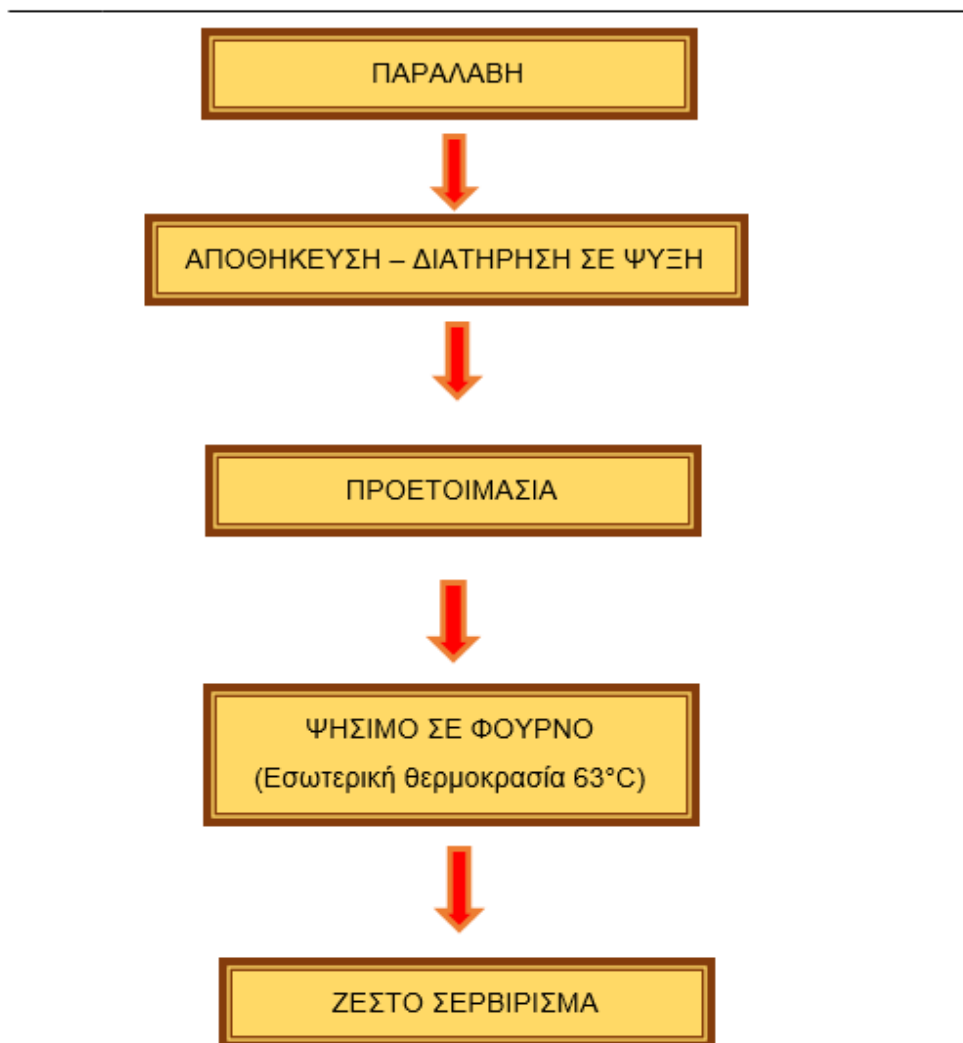 ΠΑΡΑΛΑΒΗ
ΑΠΟΘΗΚΕΥΣΗ – ΔΙΑΤΗΡΗΣΗ ΣΕ ΨΥΞΗ
ΠΡΟΕΤΟΙΜΑΣΙΑ
ΨΗΣΙΜΟ ΣΕ ΦΟΥΡΝΟ
(Εσωτερική θερμοκρασία 63°C)
ΖΕΣΤΟ ΣΕΡΒΙΡΙΣΜΑ